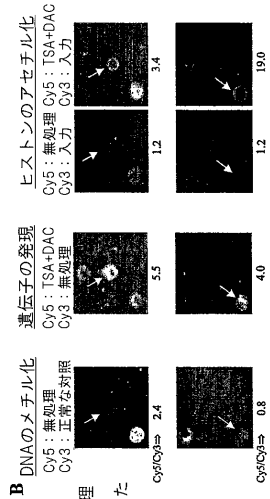 B DNAのメチル化
Cy5：無処理
Cy3：正常な対照
遺伝子の発現
Cy5：TSA+DAC
Cy3：無処理
ヒストンのアセチル化
Cy5：無処理
Cy3：入力
Cy5：TSA+DAC
Cy3：入力
理
た
Cy5/Cy3⇒ 2.4 5.5 1.2 3.4
Cy5/Cy3⇒ 0.8 4.0 1.2 19.0